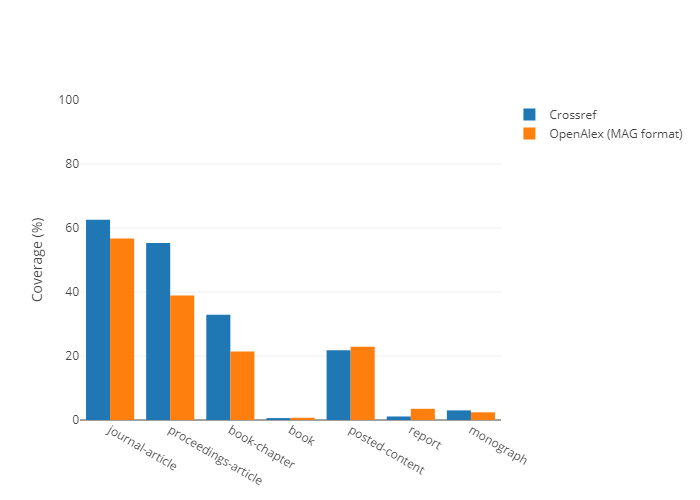 100
80
60
40
20
0
Coverage (%)
journal-article
proceedings-article
book-chapter
book
posted-content
report
monograph
Crossref
OpenAlex (MAG format)